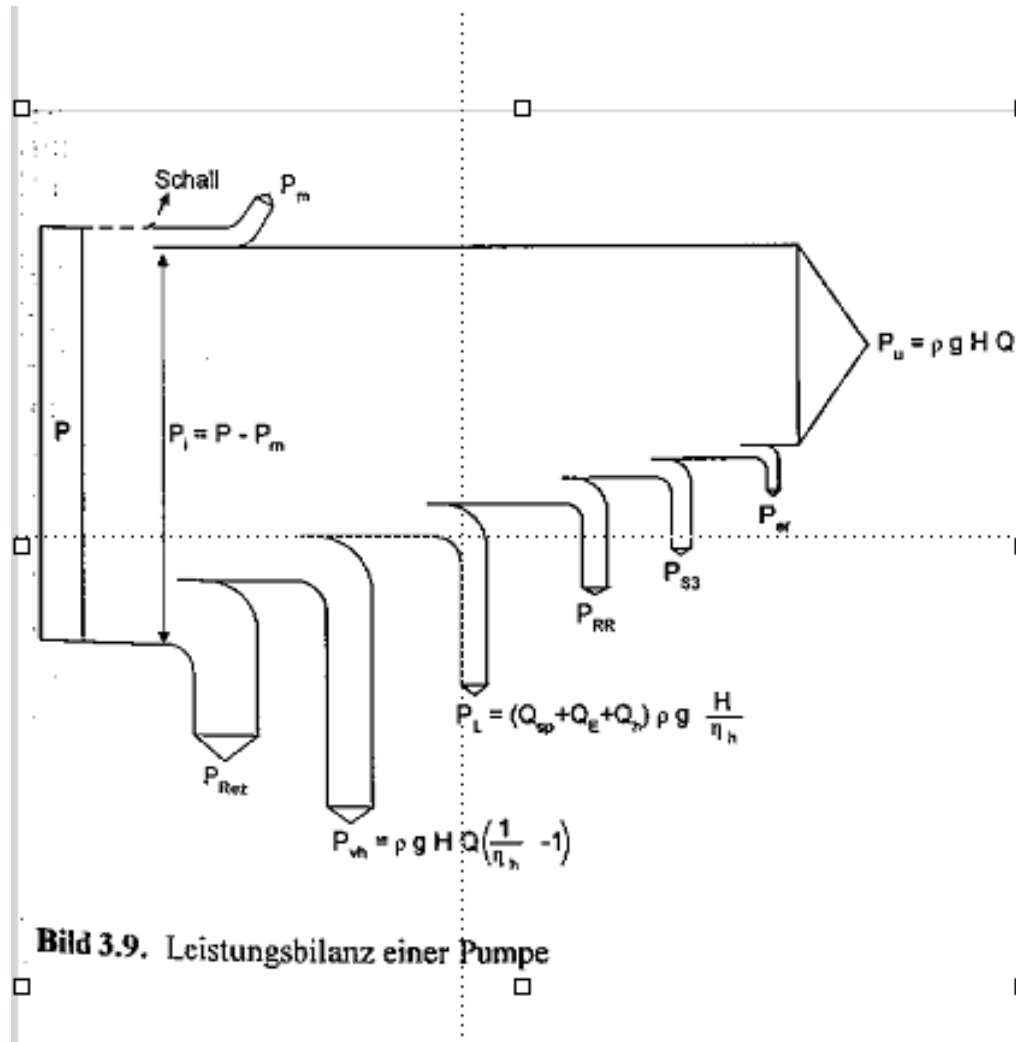 Schall
P_m
P_u = ρ g H Q
P
P_i = P - P_m
P_er
P_S3
P_RR
P_L = (Q_sp+Q_E+Q_h) ρ g H/η_h
P_Rez
P_vh = ρ g H Q(1/η_h -1)
Bild 3.9. Leistungsbilanz einer Pumpe